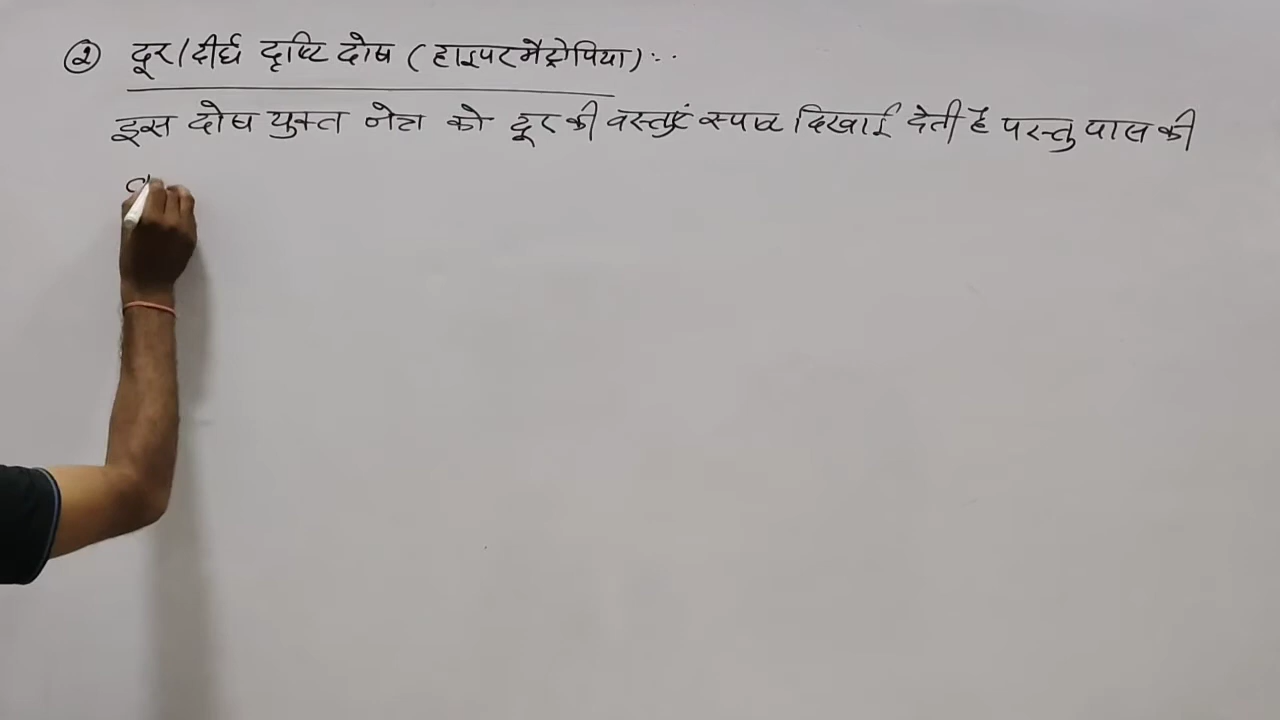 ② दूर/दीर्घ दृष्टि दोष (हाइपरमैट्रोपिया):--
इस दोष युक्त नेत्र को दूर की वस्तुएं स्पष्ट दिखाई देती है परन्तु पास की